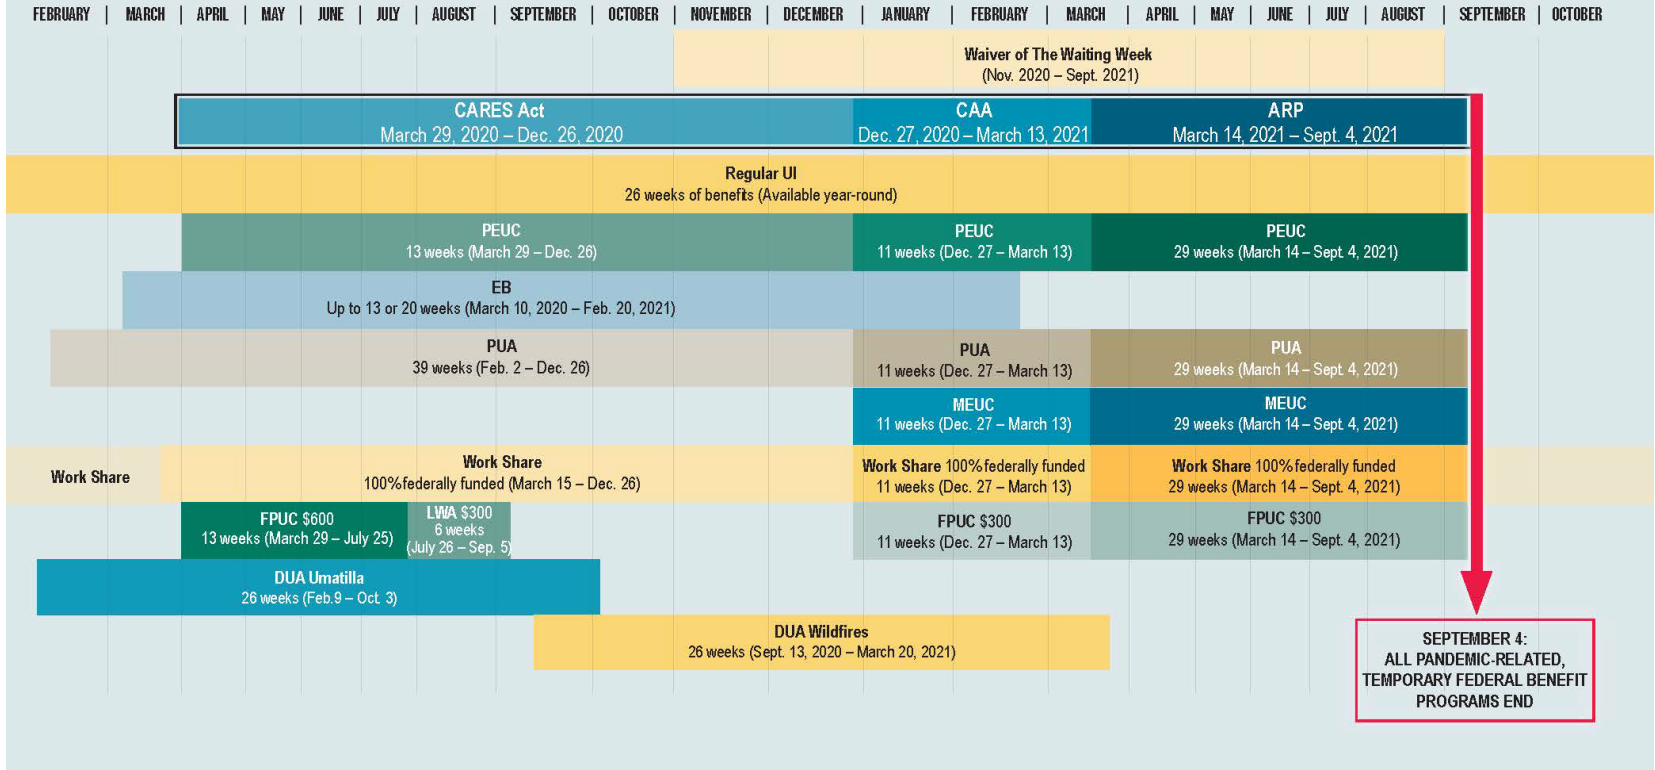 FEBRUARY | MARCH | APRIL | MAY | JUNE | JULY | AUGUST | SEPTEMBER | OCTOBER | NOVEMBER | DECEMBER | JANUARY | FEBRUARY | MARCH | APRIL | MAY | JUNE | JULY | AUGUST | SEPTEMBER | OCTOBER
Waiver of The Waiting Week
(Nov. 2020 – Sept. 2021)
CARES Act
March 29, 2020 – Dec. 26, 2020
CAA
Dec. 27, 2020 – March 13, 2021
ARP
March 14, 2021 – Sept. 4, 2021
Regular UI
26 weeks of benefits (Available year-round)
PEUC
13 weeks (March 29 – Dec. 26)
PEUC
11 weeks (Dec. 27 – March 13)
PEUC
29 weeks (March 14 – Sept. 4, 2021)
EB
Up to 13 or 20 weeks (March 10, 2020 – Feb. 20, 2021)
PUA
39 weeks (Feb. 2 – Dec. 26)
PUA
11 weeks (Dec. 27 – March 13)
PUA
29 weeks (March 14 – Sept. 4, 2021)
MEUC
11 weeks (Dec. 27 – March 13)
MEUC
29 weeks (March 14 – Sept. 4, 2021)
Work Share
Work Share
100% federally funded (March 15 – Dec. 26)
Work Share 100% federally funded
11 weeks (Dec. 27 – March 13)
Work Share 100% federally funded
29 weeks (March 14 – Sept. 4, 2021)
FPUC $600
13 weeks (March 29 – July 25)
LWA $300
6 weeks
(July 26 – Sep. 5)
FPUC $300
11 weeks (Dec. 27 – March 13)
FPUC $300
29 weeks (March 14 – Sept. 4, 2021)
DUA Umatilla
26 weeks (Feb.9 – Oct. 3)
DUA Wildfires
26 weeks (Sept. 13, 2020 – March 20, 2021)
SEPTEMBER 4:
ALL PANDEMIC-RELATED,
TEMPORARY FEDERAL BENEFIT
PROGRAMS END